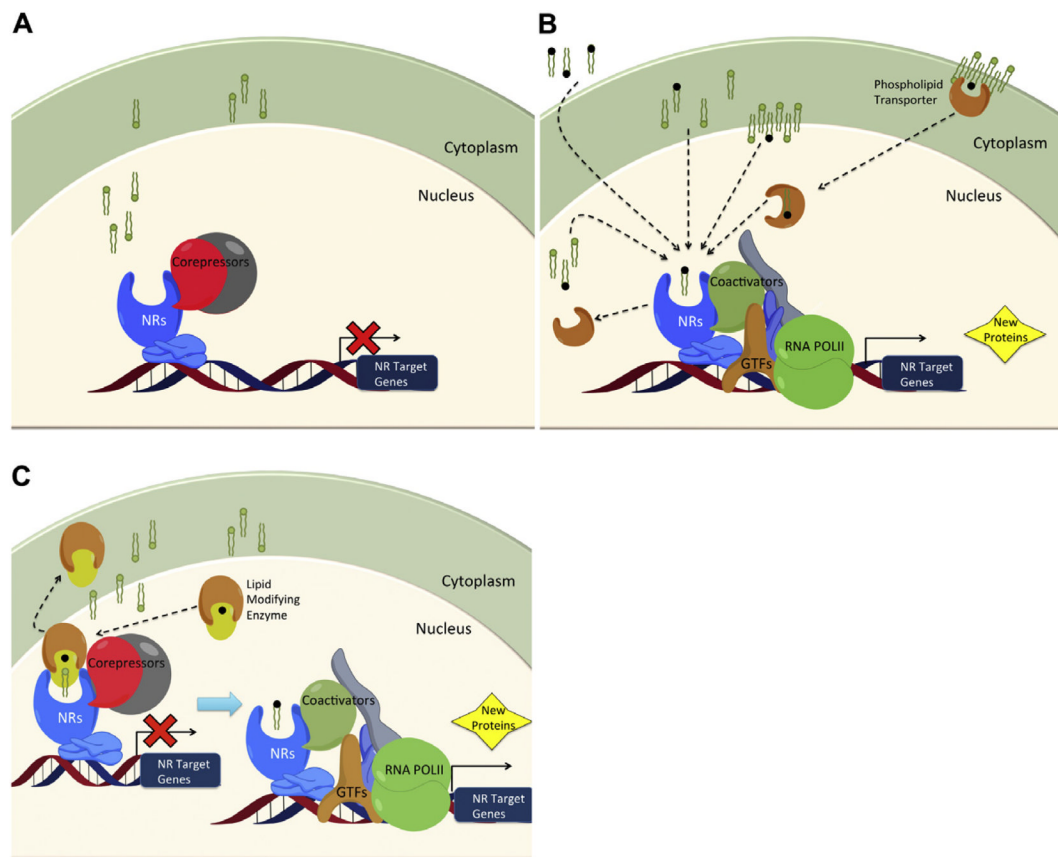 A
Cytoplasm
Nucleus
Corepressors
NRs
NR Target
Genes
B
Phospholipid
Transporter
Cytoplasm
Nucleus
Coactivators
NRs
GTFs
RNA POLII
NR Target
Genes
New
Proteins
C
Cytoplasm
Lipid
Modifying
Enzyme
Nucleus
Corepressors
NRs
NR Target
Genes
Coactivators
NRs
GTFs
RNA POLII
NR Target
Genes
New
Proteins